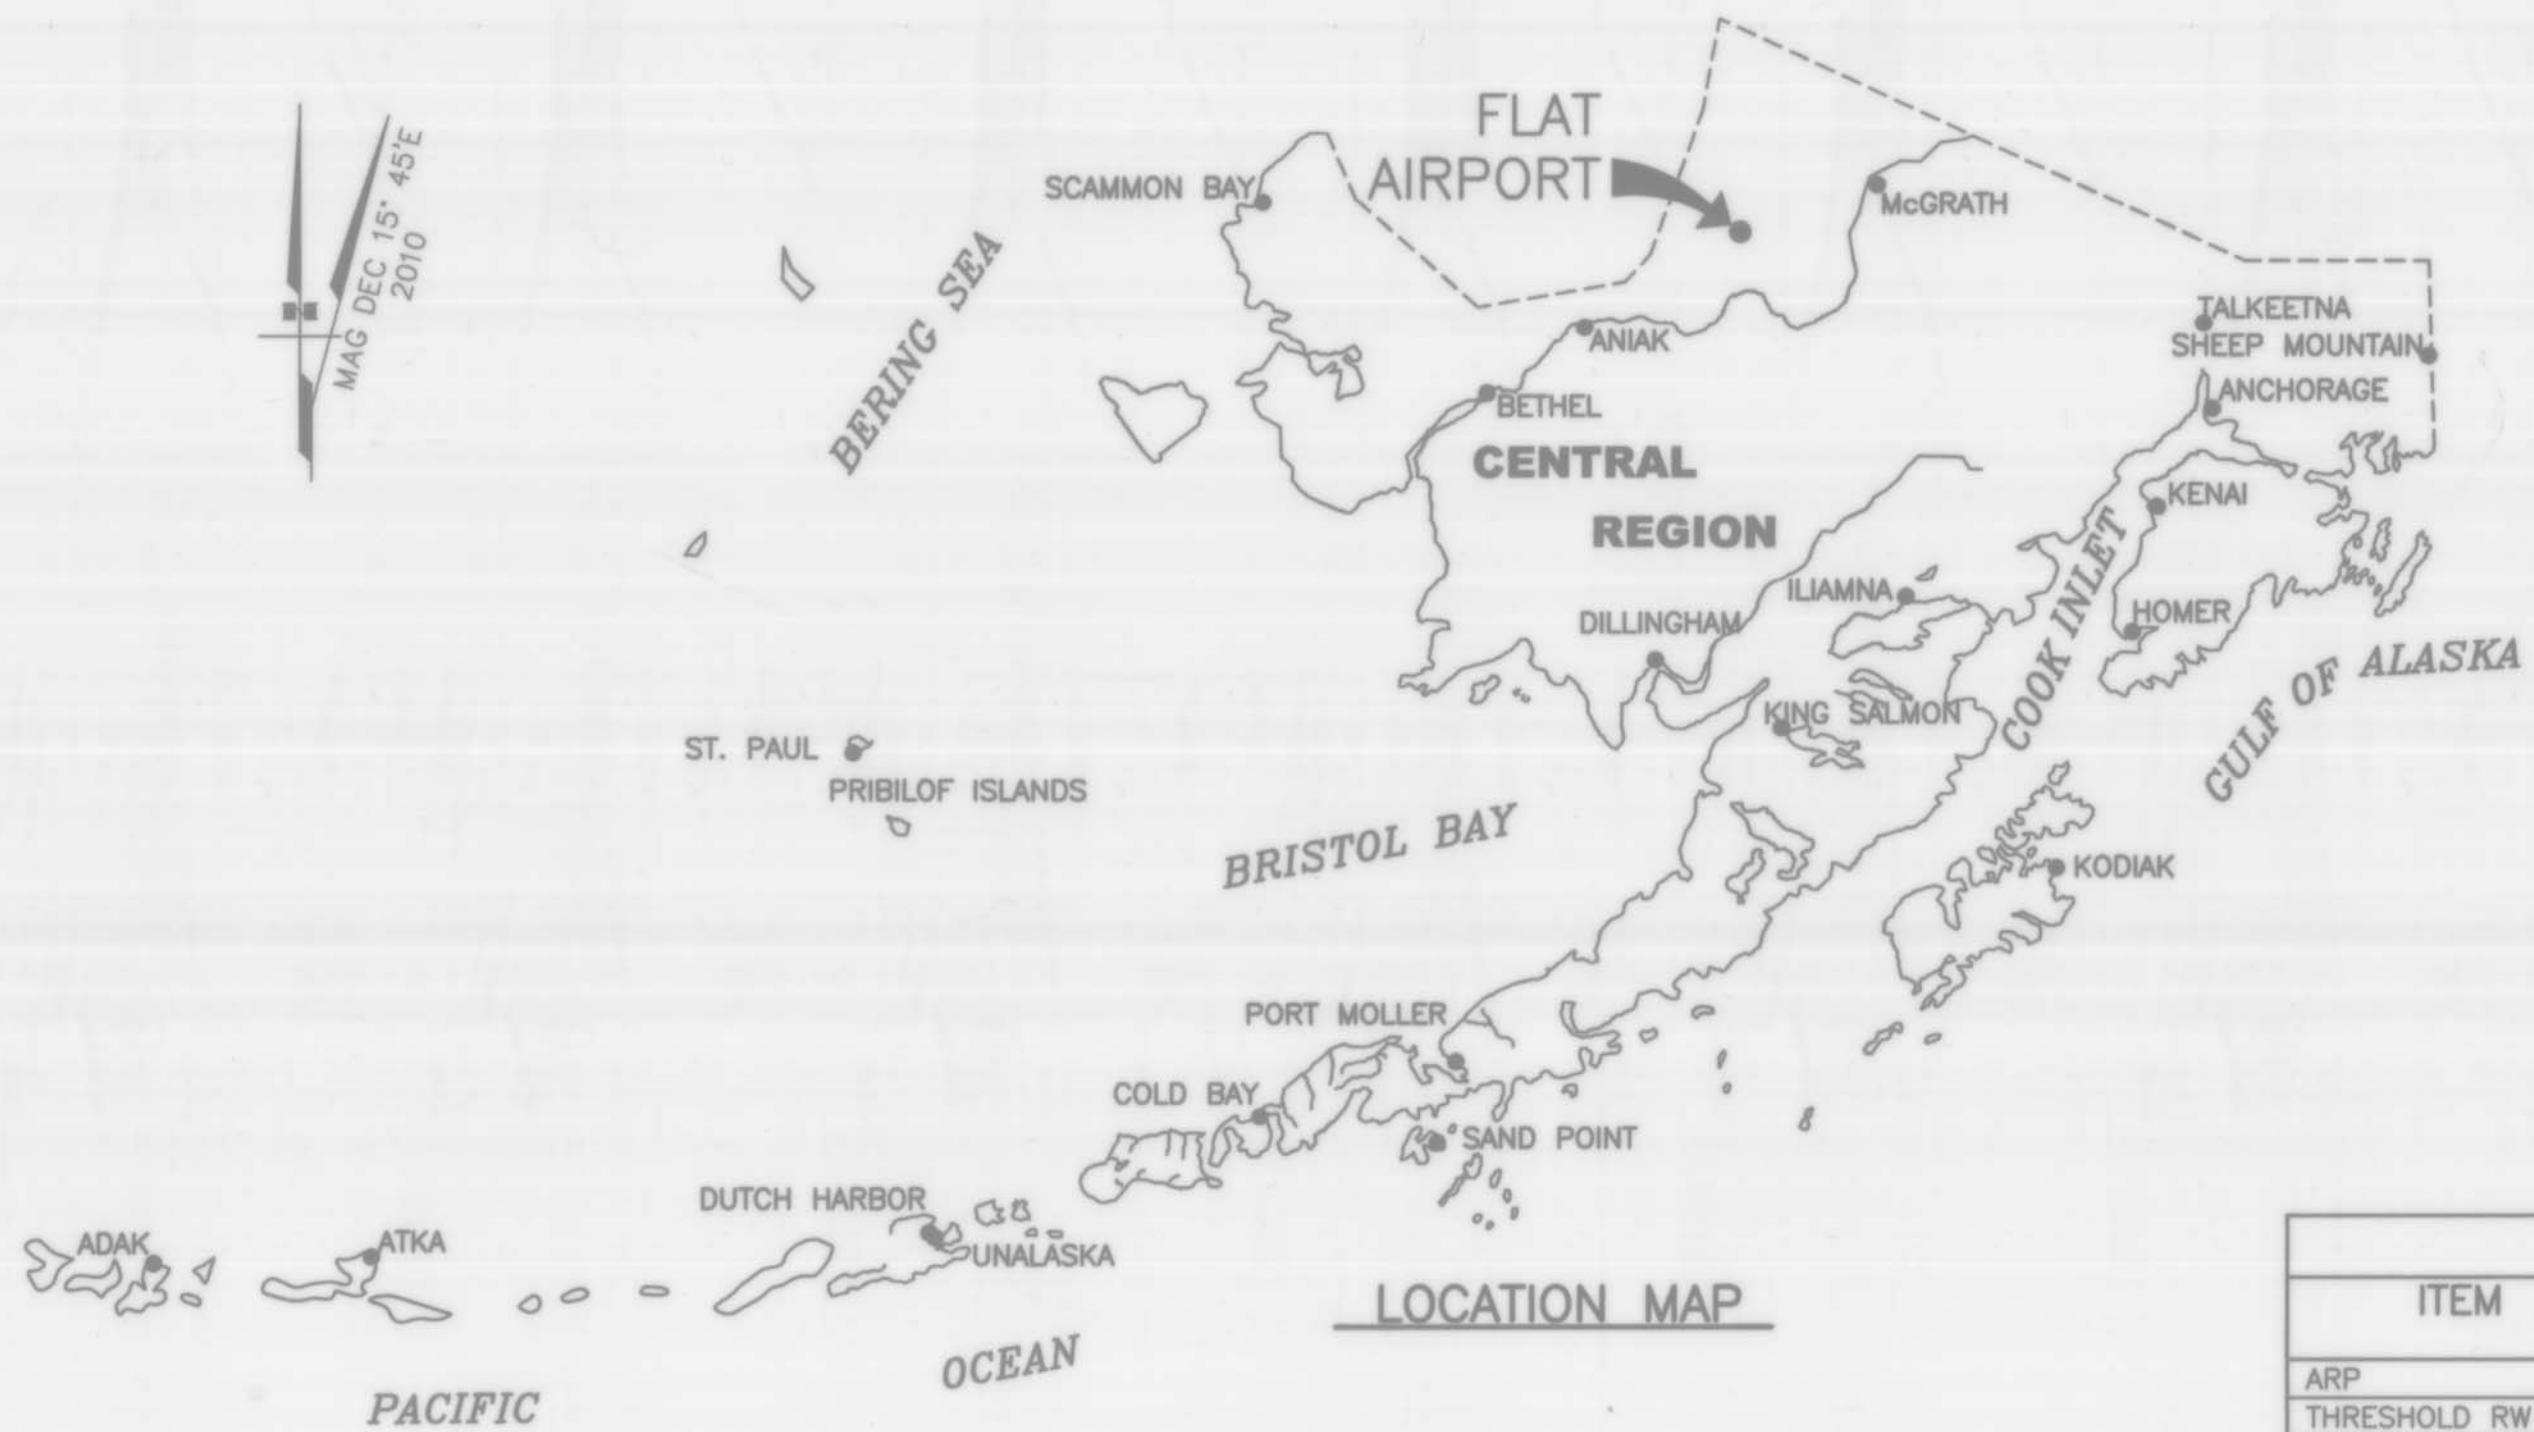 MAG DEC 15° 45'E
2010
FLAT
AIRPORT
SCAMMON BAY
McGRATH
BERING SEA
TALKEETNA
SHEEP MOUNTAIN
ANIAK
ANCHORAGE
BETHEL
CENTRAL
REGION
KENAI
ILIAMNA
DILLINGHAM
HOMER
COOK INLET
GULF OF ALASKA
KING SALMON
ST. PAUL
PRIBILOF ISLANDS
BRISTOL BAY
KODIAK
PORT MOLLER
COLD BAY
SAND POINT
DUTCH HARBOR
ADAK
ATKA
UNALASKA
LOCATION MAP
PACIFIC OCEAN
ITEM
ARP
THRESHOLD RW